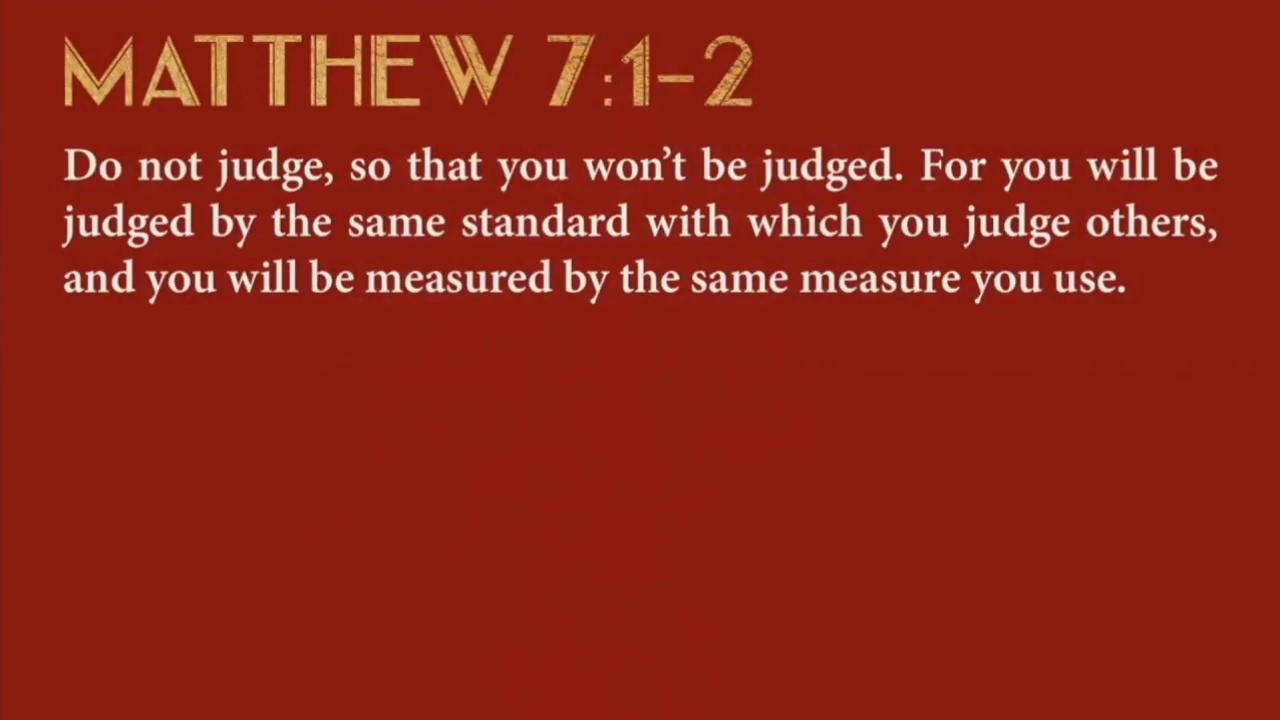 MATTHEW 7:1–2
Do not judge, so that you won’t be judged. For you will be
judged by the same standard with which you judge others,
and you will be measured by the same measure you use.